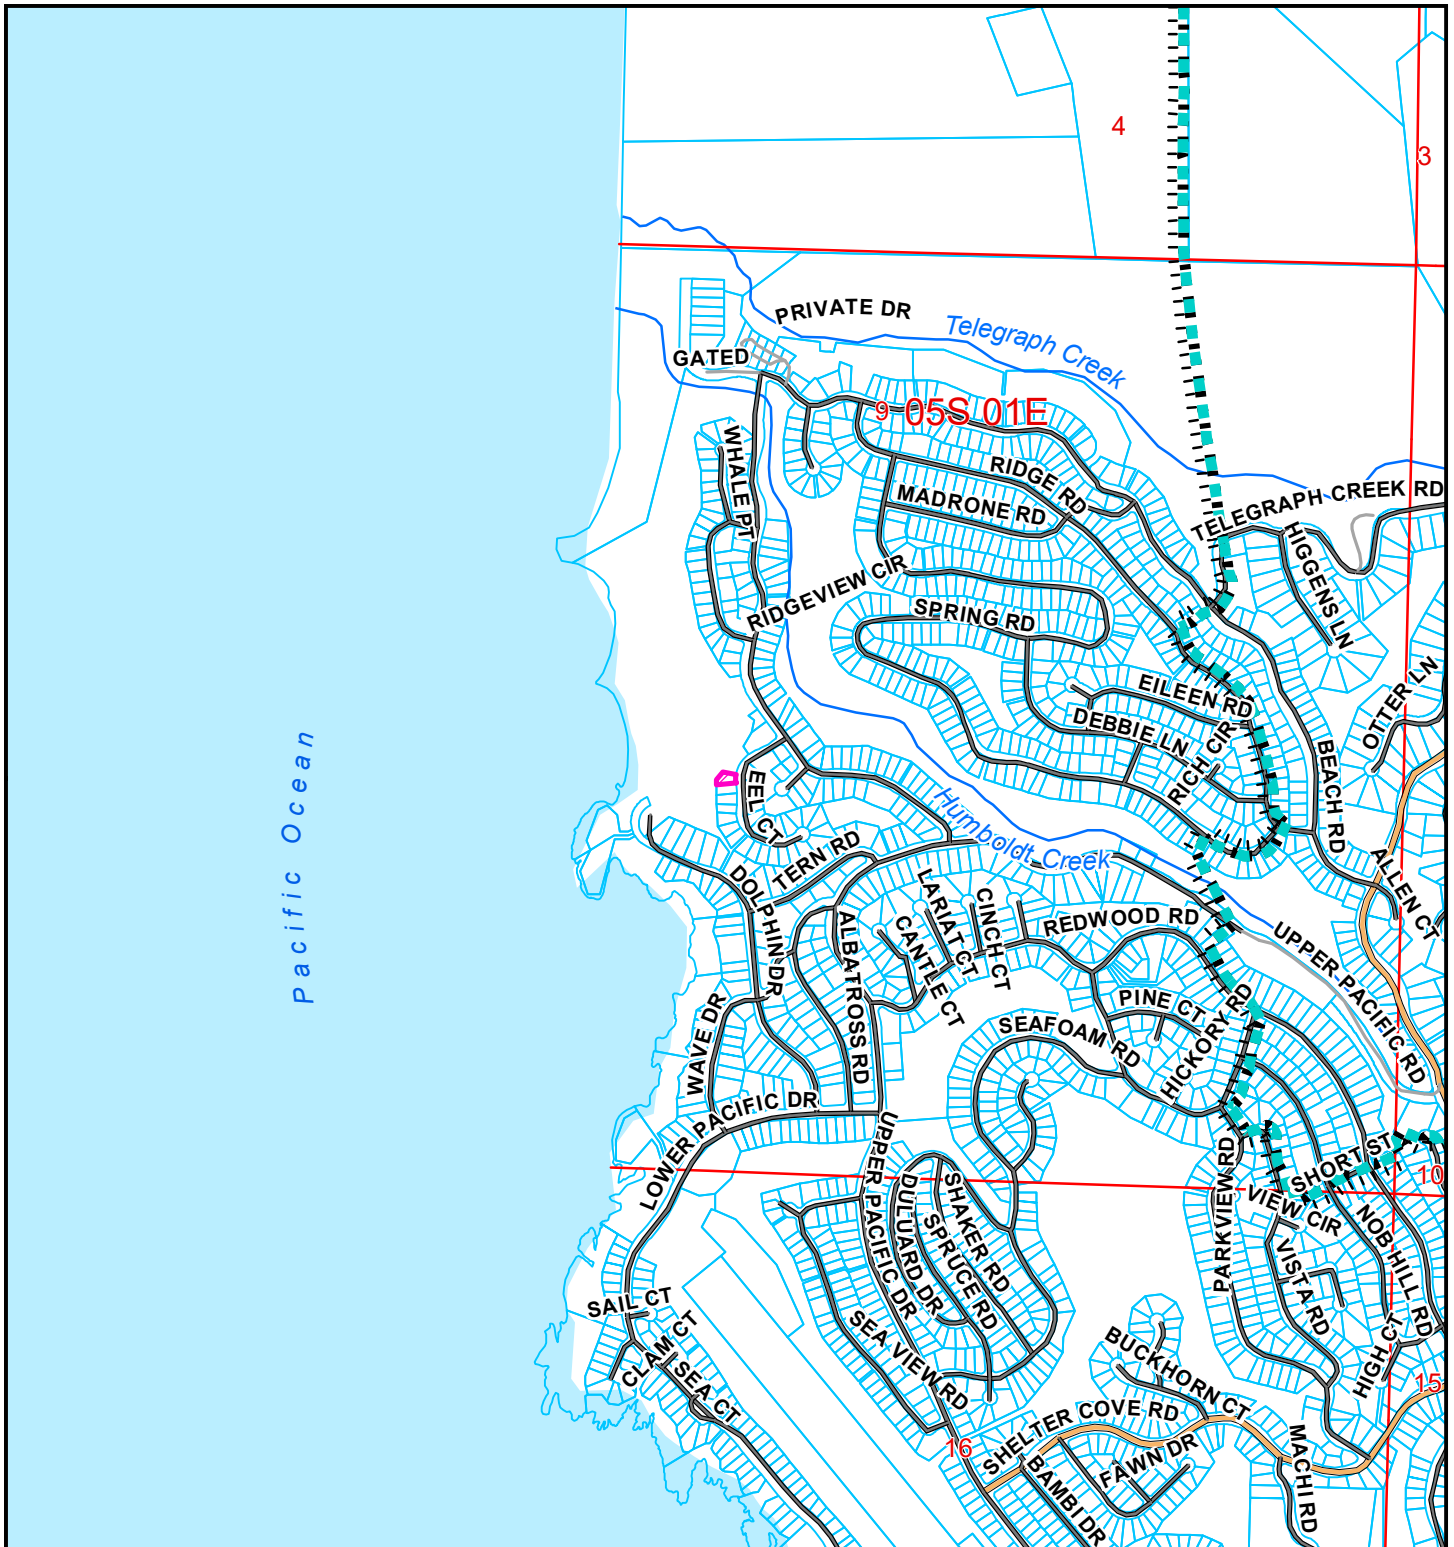 4
3
PRIVATE DR
Telegraph Creek
GATED
9 05S 01E
WHALE PT
RIDGE RD
MADRONE RD
TELEGRAPH CREEK RD
HIGGENS LN
RIDGEVIEW CIR
SPRING RD
EILEEN RD
OTTER LN
DEBBIE LN
RICH CIR
BEACH RD
Pacific Ocean
EEL CT
Humboldt Creek
TERN RD
DOLPHIN DR
ALBATROSS RD
LARIAT CT
CINCH CT
CANTLE CT
REDWOOD RD
ALLEN CT
UPPER PACIFIC RD
PINE CT
HICKORY RD
SEAFOAM RD
WAVE DR
LOWER PACIFIC DR
UPPER PACIFIC DR
SHORT ST
10
PARKVIEW RD
VIEW CIR
NOB HILL RD
DULUARD DR
SHAKER RD
SPRUCE RD
VISTA RD
SAIL CT
CLAM CT
SEA CT
SEA VIEW RD
BUCKHORN CT
HIGH CT
15
SHELTER COVE RD
16
FAWN DR
BAMBI DR
MACHI RD